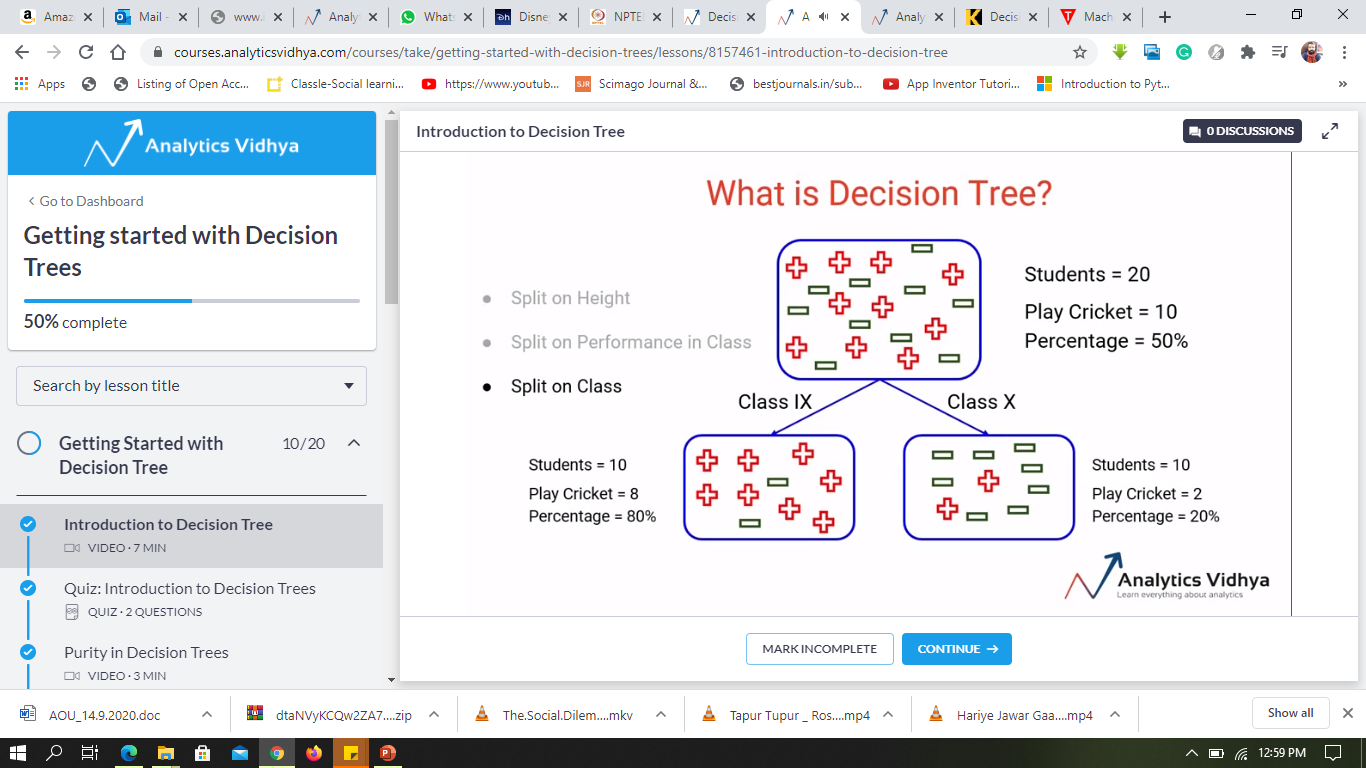 Amaz
Mail -
www.
Analy
Whats
Disne
NPTE
Decis
A
Analy
Decis
Mach
courses.analyticsvidhya.com/courses/take/getting-started-with-decision-trees/lessons/8157461-introduction-to-decision-tree
Apps
Listing of Open Acc...
Classle-Social learni...
https://www.youtub...
SJR Scimago Journal &...
bestjournals.in/sub...
App Inventor Tutori...
Introduction to Pyt...
»
Analytics Vidhya
< Go to Dashboard
Getting started with Decision
Trees
50% complete
Search by lesson title
Getting Started with
Decision Tree
10/20
Introduction to Decision Tree
VIDEO · 7 MIN
Quiz: Introduction to Decision Trees
QUIZ · 2 QUESTIONS
Purity in Decision Trees
VIDEO · 3 MIN
Introduction to Decision Tree
0 DISCUSSIONS
What is Decision Tree?
• Split on Height
• Split on Performance in Class
• Split on Class
Students = 20
Play Cricket = 10
Percentage = 50%
Class IX
Class X
Students = 10
Play Cricket = 8
Percentage = 80%
Students = 10
Play Cricket = 2
Percentage = 20%
Analytics Vidhya
Learn everything about analytics
MARK INCOMPLETE
CONTINUE →
AOU_14.9.2020.doc
dtaNVyKCQw2ZA7....zip
The.Social.Dilem....mkv
Tapur Tupur _ Ros....mp4
Hariye Jawar Gaa....mp4
Show all
12:59 PM